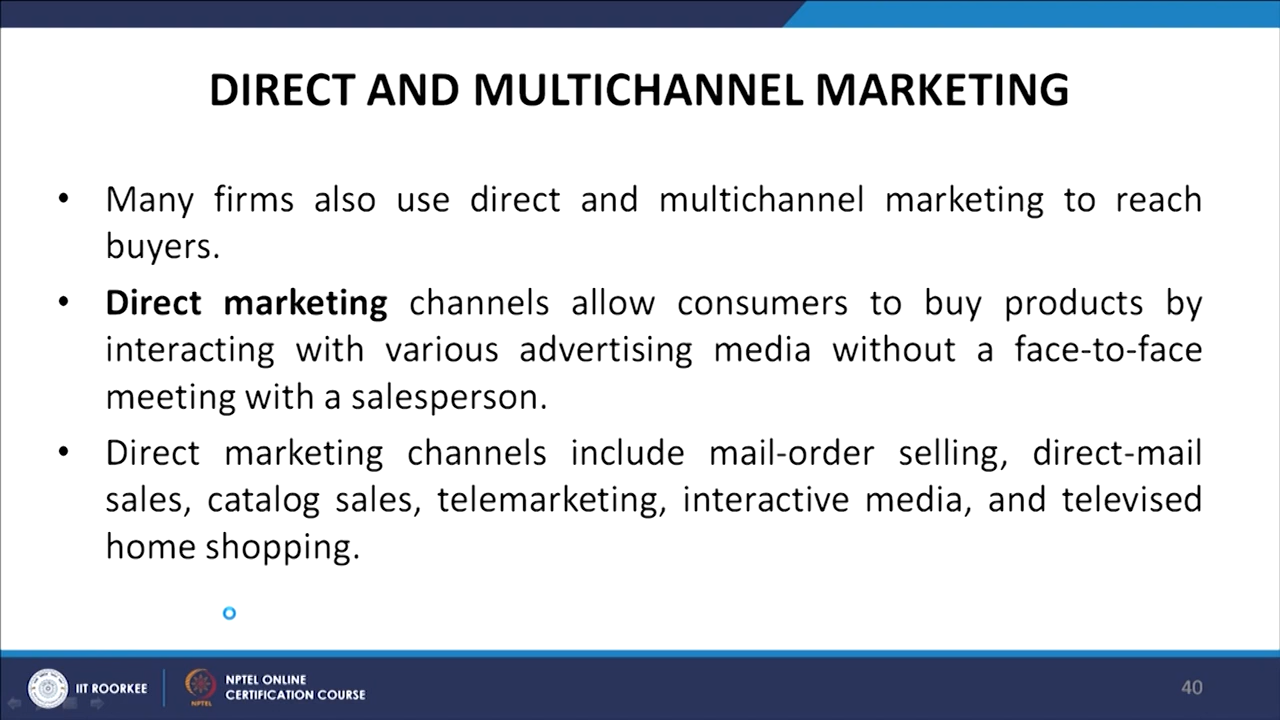 DIRECT AND MULTICHANNEL MARKETING
• Many firms also use direct and multichannel marketing to reach
buyers.
• Direct marketing channels allow consumers to buy products by
interacting with various advertising media without a face-to-face
meeting with a salesperson.
• Direct marketing channels include mail-order selling, direct-mail
sales, catalog sales, telemarketing, interactive media, and televised
home shopping.
IIT ROORKEE
NPTEL
NPTEL ONLINE
CERTIFICATION COURSE
40